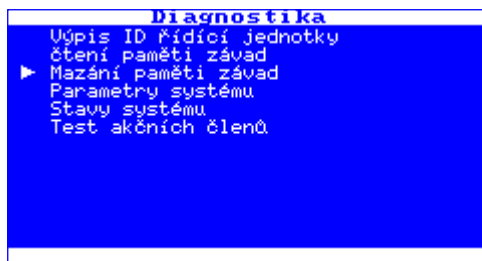 Diagnostika
Výpis ID řídící jednotky
čtení paměti závad
Mazání paměti závad
Parametry systému
Stavy systému
Test akčních členů